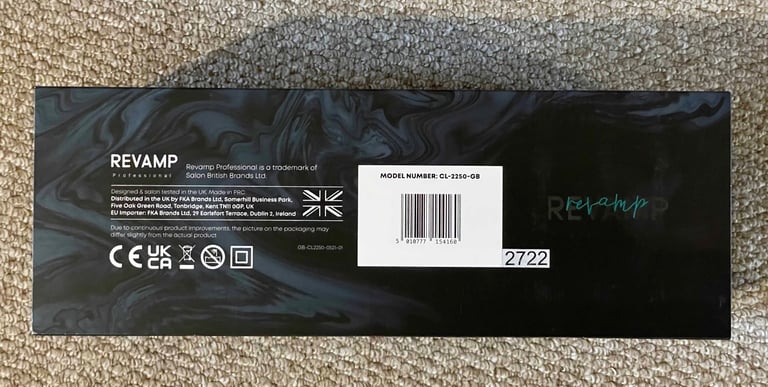 REVAMP
Professional
Revamp Professional is a trademark of
Salon British Brands Ltd.
Designed & salon tested in the UK. Made in PRC.
Distributed in the UK by FKA Brands Ltd, Somerhill Business Park,
Five Oak Green Road, Tonbridge, Kent TN11 0GP, UK
EU Importer: FKA Brands Ltd, 29 Earlsfort Terrace, Dublin 2, Ireland
Due to continuous product improvements, the picture on the packaging may
differ slightly from the actual product
GB-CL2250-0521-01
CE UK
CA
MODEL NUMBER: CL-2250-GB
5 010777 154160
2722
REVAMP
revamp